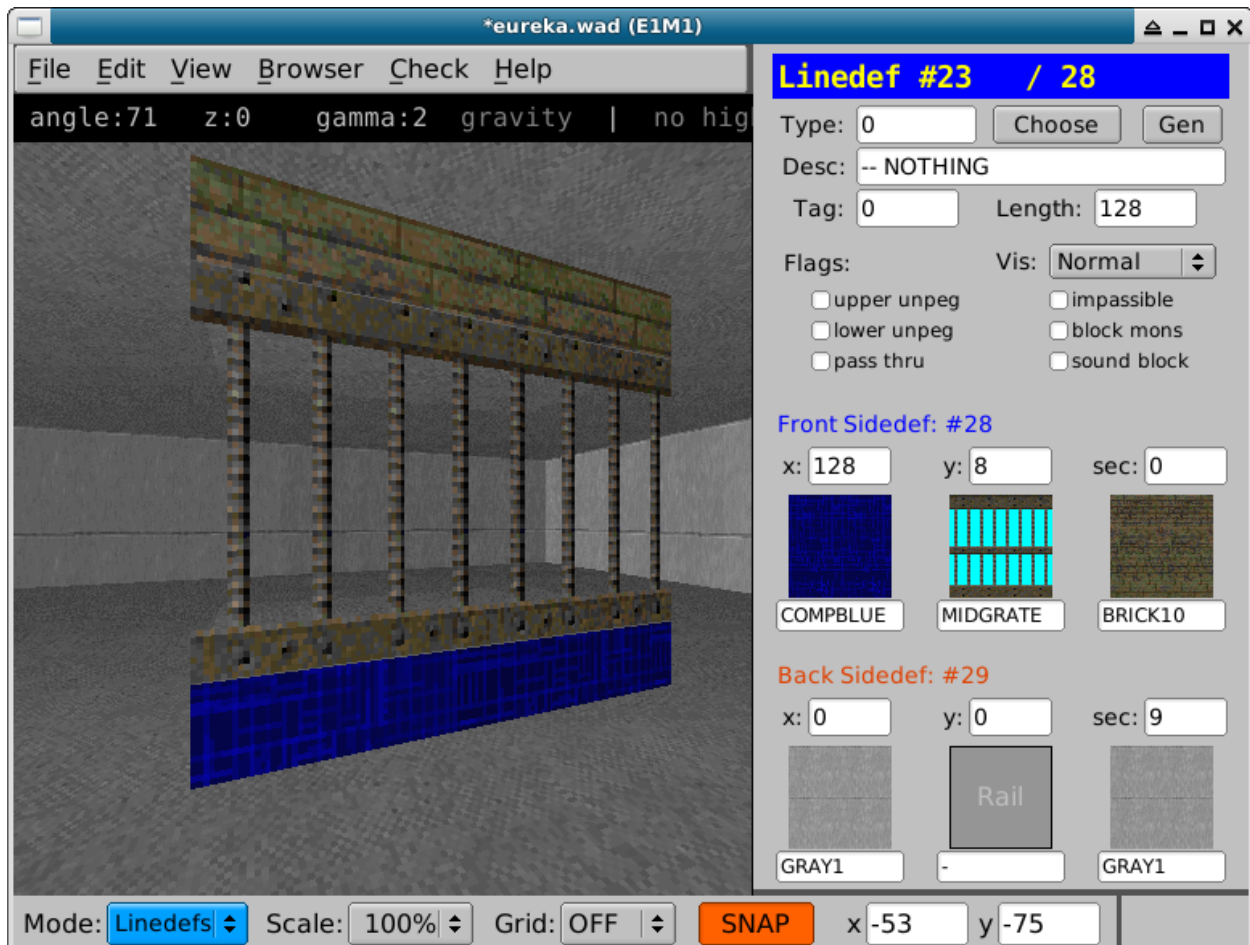 *eureka.wad (E1M1)
File Edit View Browser Check Help
angle:71 z:0 gamma:2 gravity | no hig
Linedef #23 / 28
Type: 0 Choose Gen
Desc: -- NOTHING
Tag: 0 Length: 128
Flags: Vis: Normal
upper unpeg impassible
lower unpeg block mons
pass thru sound block
Front Sidedef: #28
x: 128 y: 8 sec: 0
COMPBLUE MIDGRATE BRICK10
Back Sidedef: #29
x: 0 y: 0 sec: 9
Rail
GRAY1 - GRAY1
Mode: Linedefs Scale: 100% Grid: OFF SNAP x -53 y -75